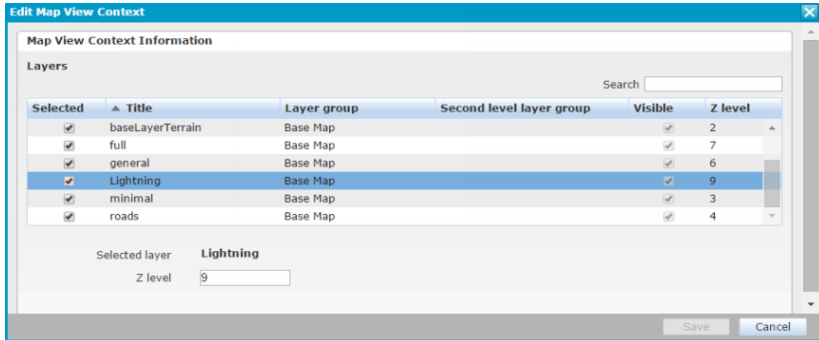 Edit Map View Context
Map View Context Information
Layers
Search
Selected Title Layer group Second level layer group Visible Z level
baseLayerTerrain Base Map 2
full Base Map 7
general Base Map 6
Lightning Base Map 9
minimal Base Map 3
roads Base Map 4
Selected layer Lightning
Z level 9
Save Cancel